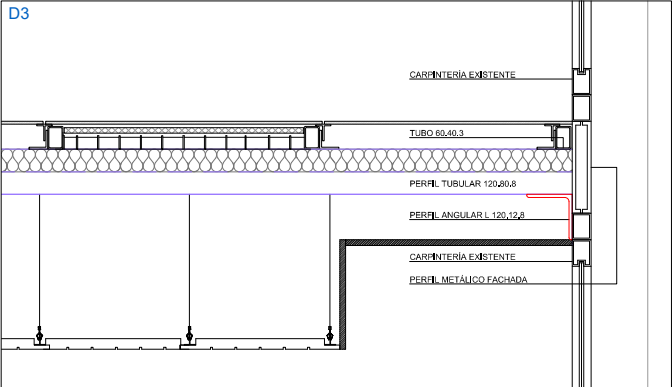 D3
CARPINTERÍA EXISTENTE
TUBO 60.40.3
PERFIL TUBULAR 120.80.8
PERFIL ANGULAR L 120,12,8
CARPINTERÍA EXISTENTE
PERFIL METÁLICO FACHADA